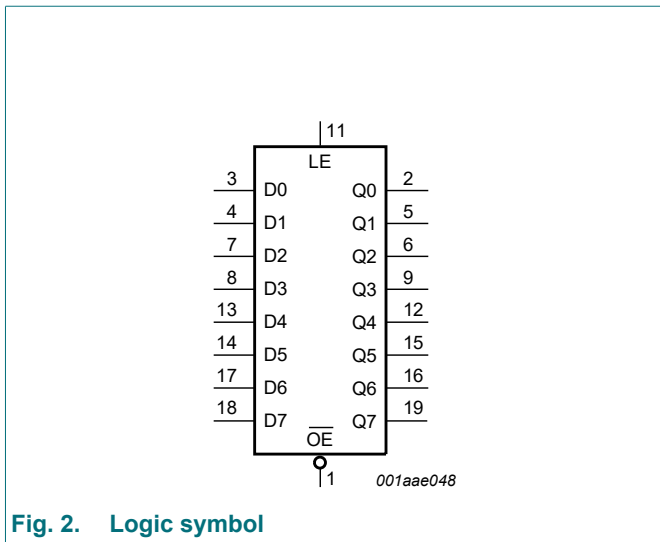 11
LE
3 D0 Q0 2
4 D1 Q1 5
7 D2 Q2 6
8 D3 Q3 9
13 D4 Q4 12
14 D5 Q5 15
17 D6 Q6 16
18 D7 Q7 19
O̅E̅
1 001aae048
Fig. 2. Logic symbol